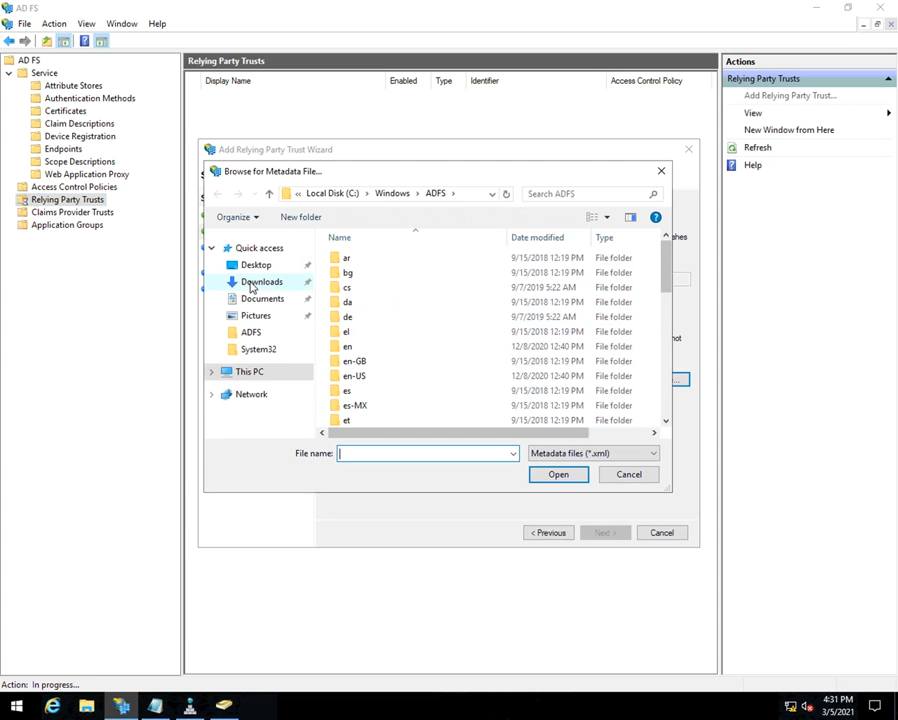 AD FS
File Action View Window Help
AD FS
Service
Attribute Stores
Authentication Methods
Certificates
Claim Descriptions
Device Registration
Endpoints
Scope Descriptions
Web Application Proxy
Access Control Policies
Relying Party Trusts
Claims Provider Trusts
Application Groups
Relying Party Trusts
Display Name Enabled Type Identifier Access Control Policy
Add Relying Party Trust Wizard
Browse for Metadata File...
« Local Disk (C:) > Windows > ADFS >
Search ADFS
Organize New folder
Quick access
Desktop
Downloads
Documents
Pictures
ADFS
System32
This PC
Network
Name Date modified Type
ar 9/15/2018 12:19 PM File folder
bg 9/15/2018 12:19 PM File folder
cs 9/7/2019 5:22 AM File folder
da 9/15/2018 12:19 PM File folder
de 9/7/2019 5:22 AM File folder
el 9/15/2018 12:19 PM File folder
en 12/8/2020 12:40 PM File folder
en-GB 9/15/2018 12:19 PM File folder
en-US 12/8/2020 12:40 PM File folder
es 9/15/2018 12:19 PM File folder
es-MX 9/15/2018 12:19 PM File folder
et 9/15/2018 12:19 PM File folder
File name: Metadata files (*.xml)
Open Cancel
< Previous Next > Cancel
Actions
Relying Party Trusts
Add Relying Party Trust...
View
New Window from Here
Refresh
Help
Action: In progress...
4:31 PM
3/5/2021